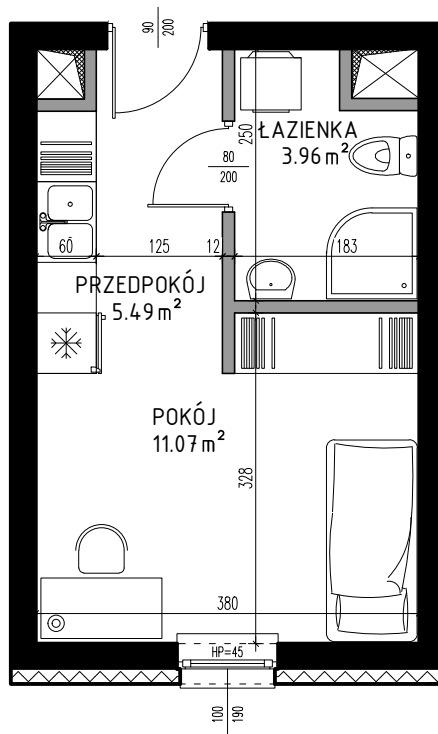 90
200
ŁAZIENKA
3.96 m²
250
80
200
60
125
12
183
PRZEDPOKÓJ
5.49 m²
POKÓJ
11.07 m²
328
380
HP=45
100
190